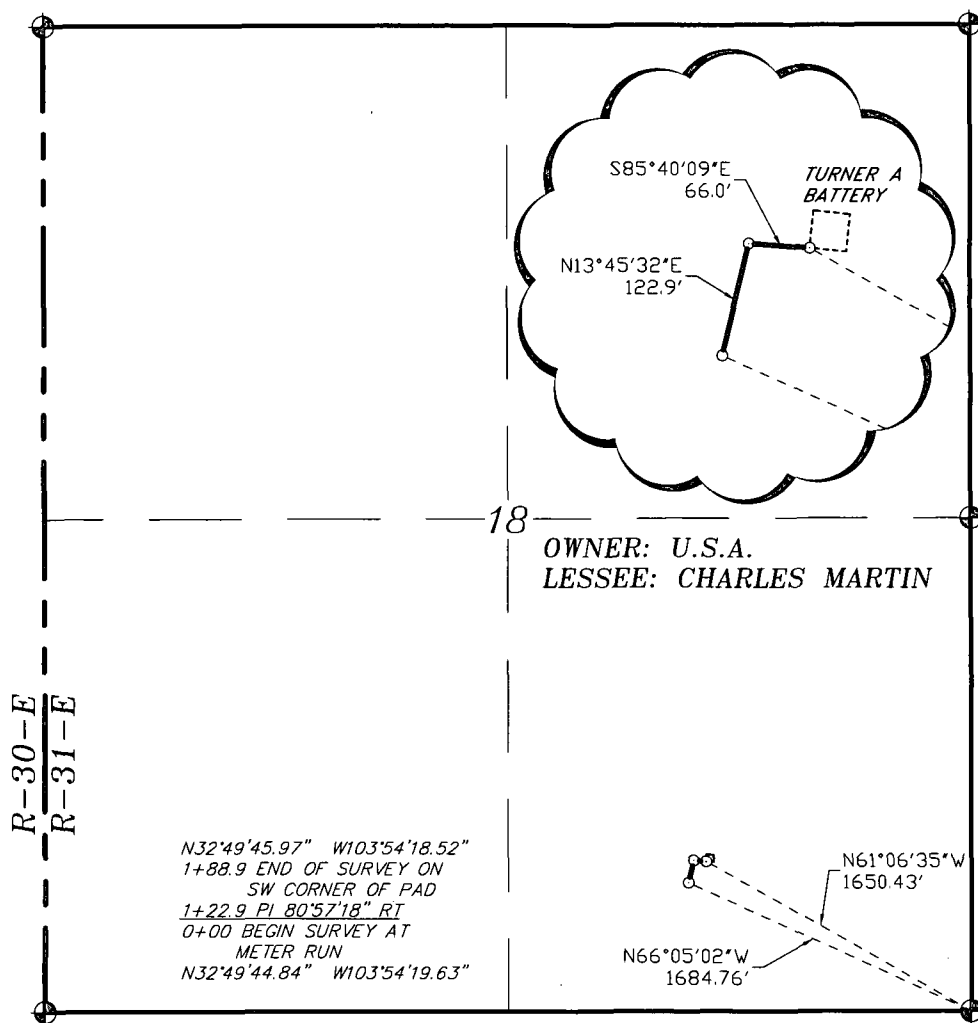 S85°40'09"E
66.0'
TURNER A
BATTERY
N13°45'32"E
122.9'
18
OWNER: U.S.A.
LESSEE: CHARLES MARTIN
R-30-E
R-31-E
N32°49'45.97" W103°54'18.52"
1+88.9 END OF SURVEY ON
SW CORNER OF PAD
1+22.9 PI 80°57'18" RT
0+00 BEGIN SURVEY AT
METER RUN
N32°49'44.84" W103°54'19.63"
N61°06'35"W
1650.43'
N66°05'02"W
1684.76'